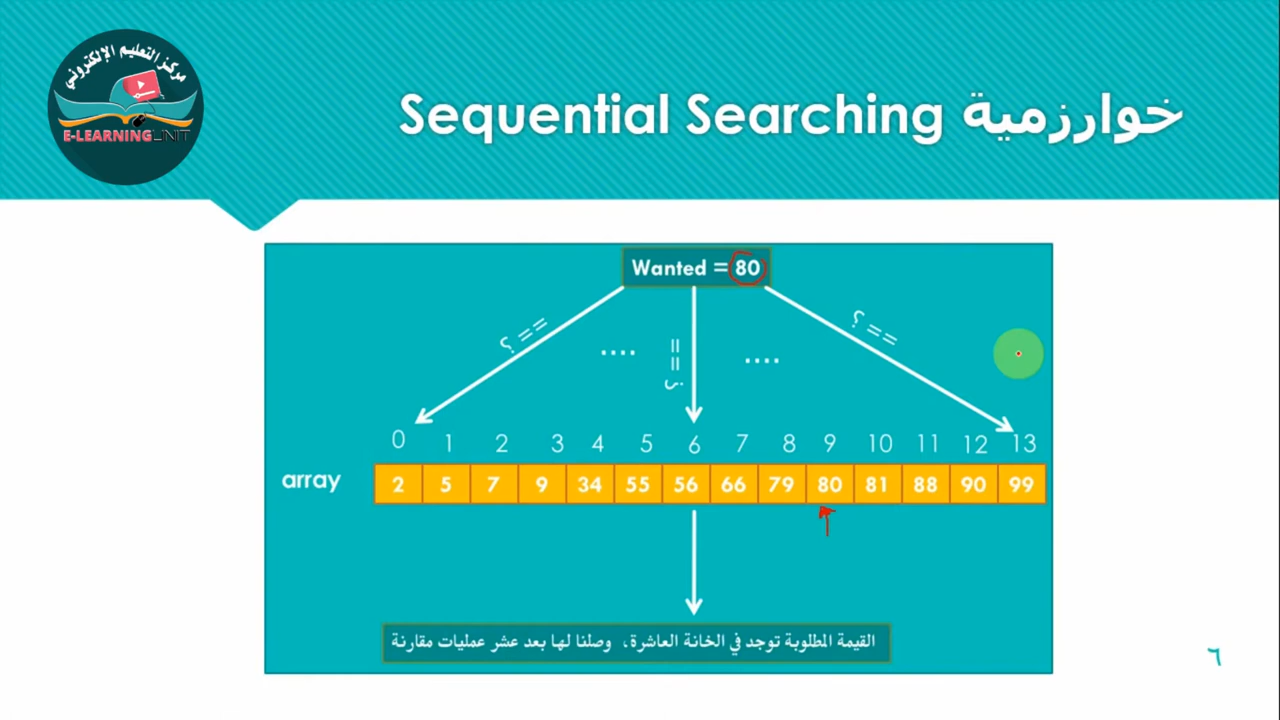 مركز التعليم الإلكتروني
E-LEARNING UNIT
خوارزمية Sequential Searching
Wanted = 80
== ؟
== ؟
== ؟
.... ....
0 1 2 3 4 5 6 7 8 9 10 11 12 13
array 2 5 7 9 34 55 56 66 79 80 81 88 90 99
القيمة المطلوبة توجد في الخانة العاشرة، وصلنا لها بعد عشر عمليات مقارنة
٦